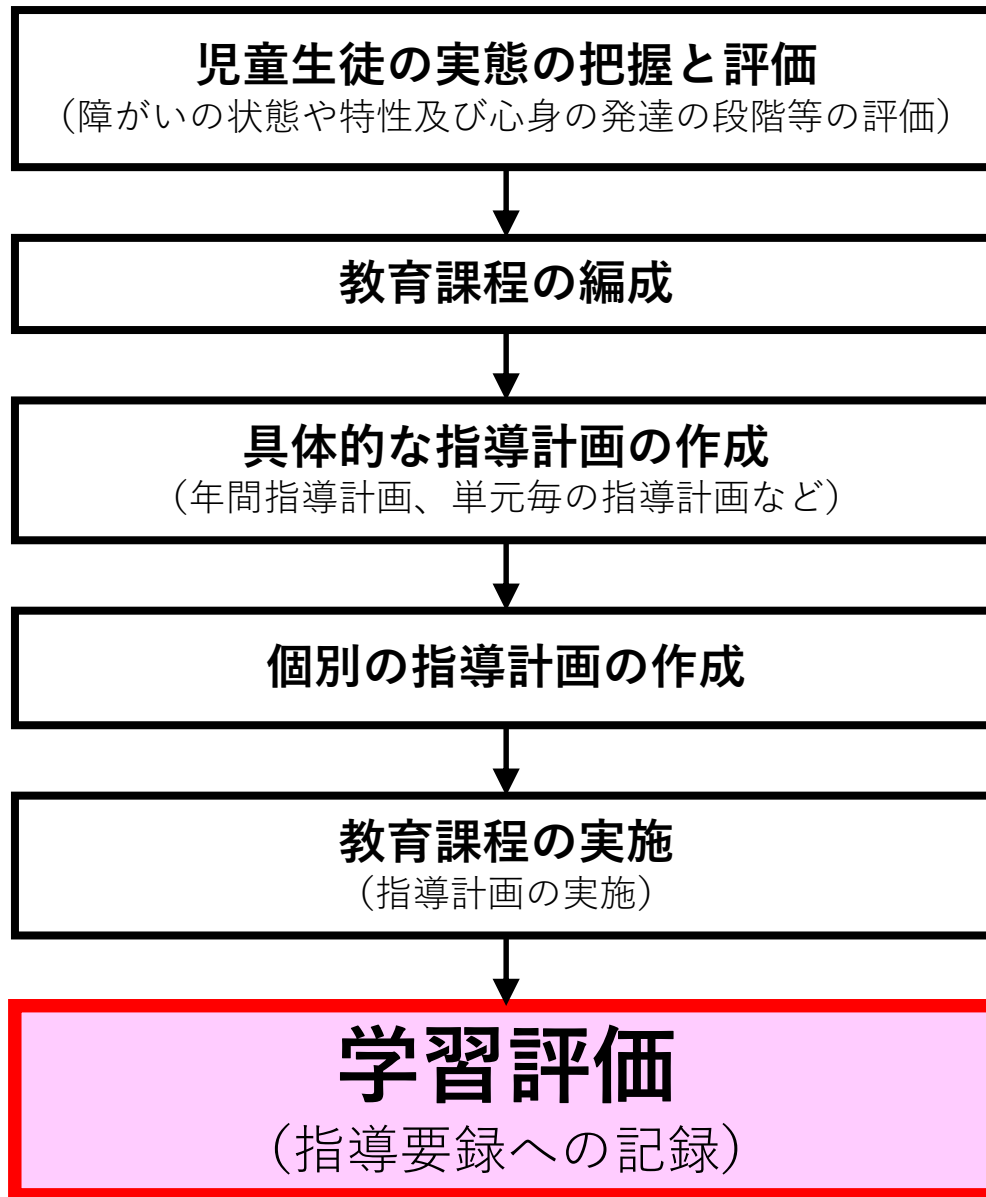 児童生徒の実態の把握と評価
（障がいの状態や特性及び心身の発達の段階等の評価）
教育課程の編成
具体的な指導計画の作成
（年間指導計画、単元毎の指導計画など）
個別の指導計画の作成
教育課程の実施
（指導計画の実施）
学習評価
（指導要録への記録）